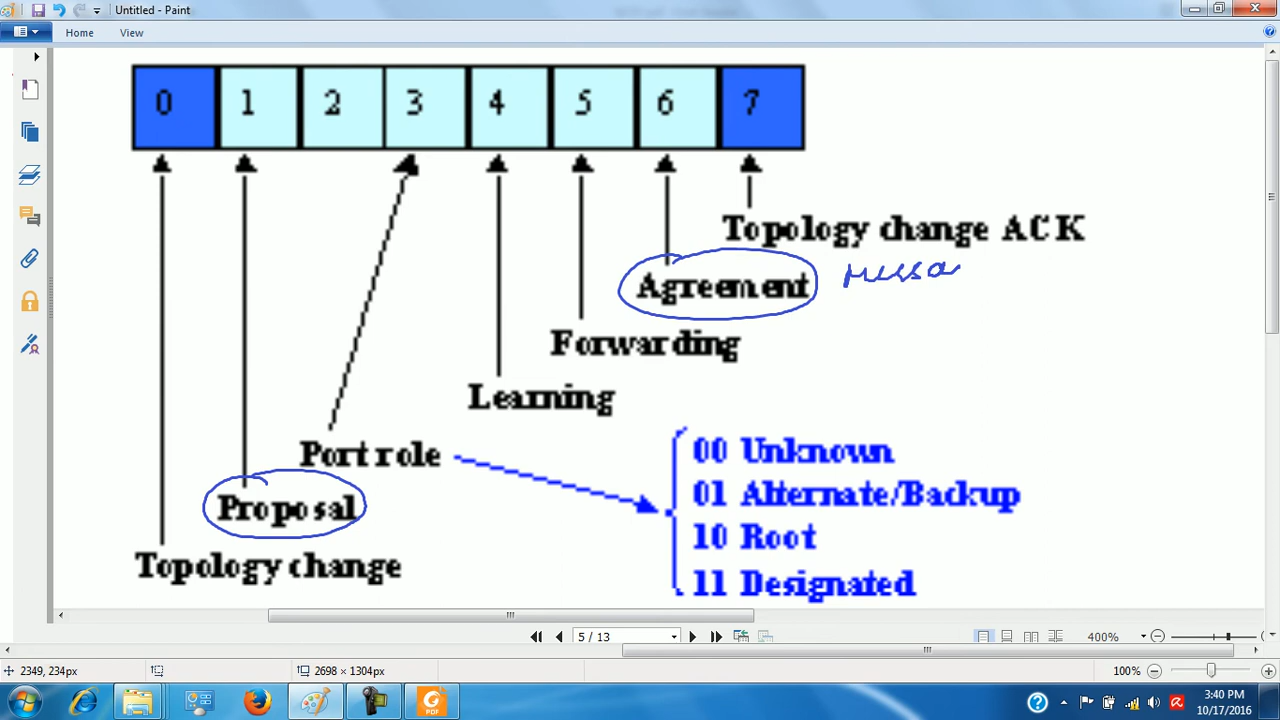 Untitled - Paint
Home View
0 1 2 3 4 5 6 7
Topology change ACK
Agreement
Forwarding
Learning
Port role
Proposal
Topology change
00 Unknown
01 Alternate/Backup
10 Root
11 Designated
5 / 13
400%
2349, 234px
2698 × 1304px
100%
PDF
3:40 PM
10/17/2016